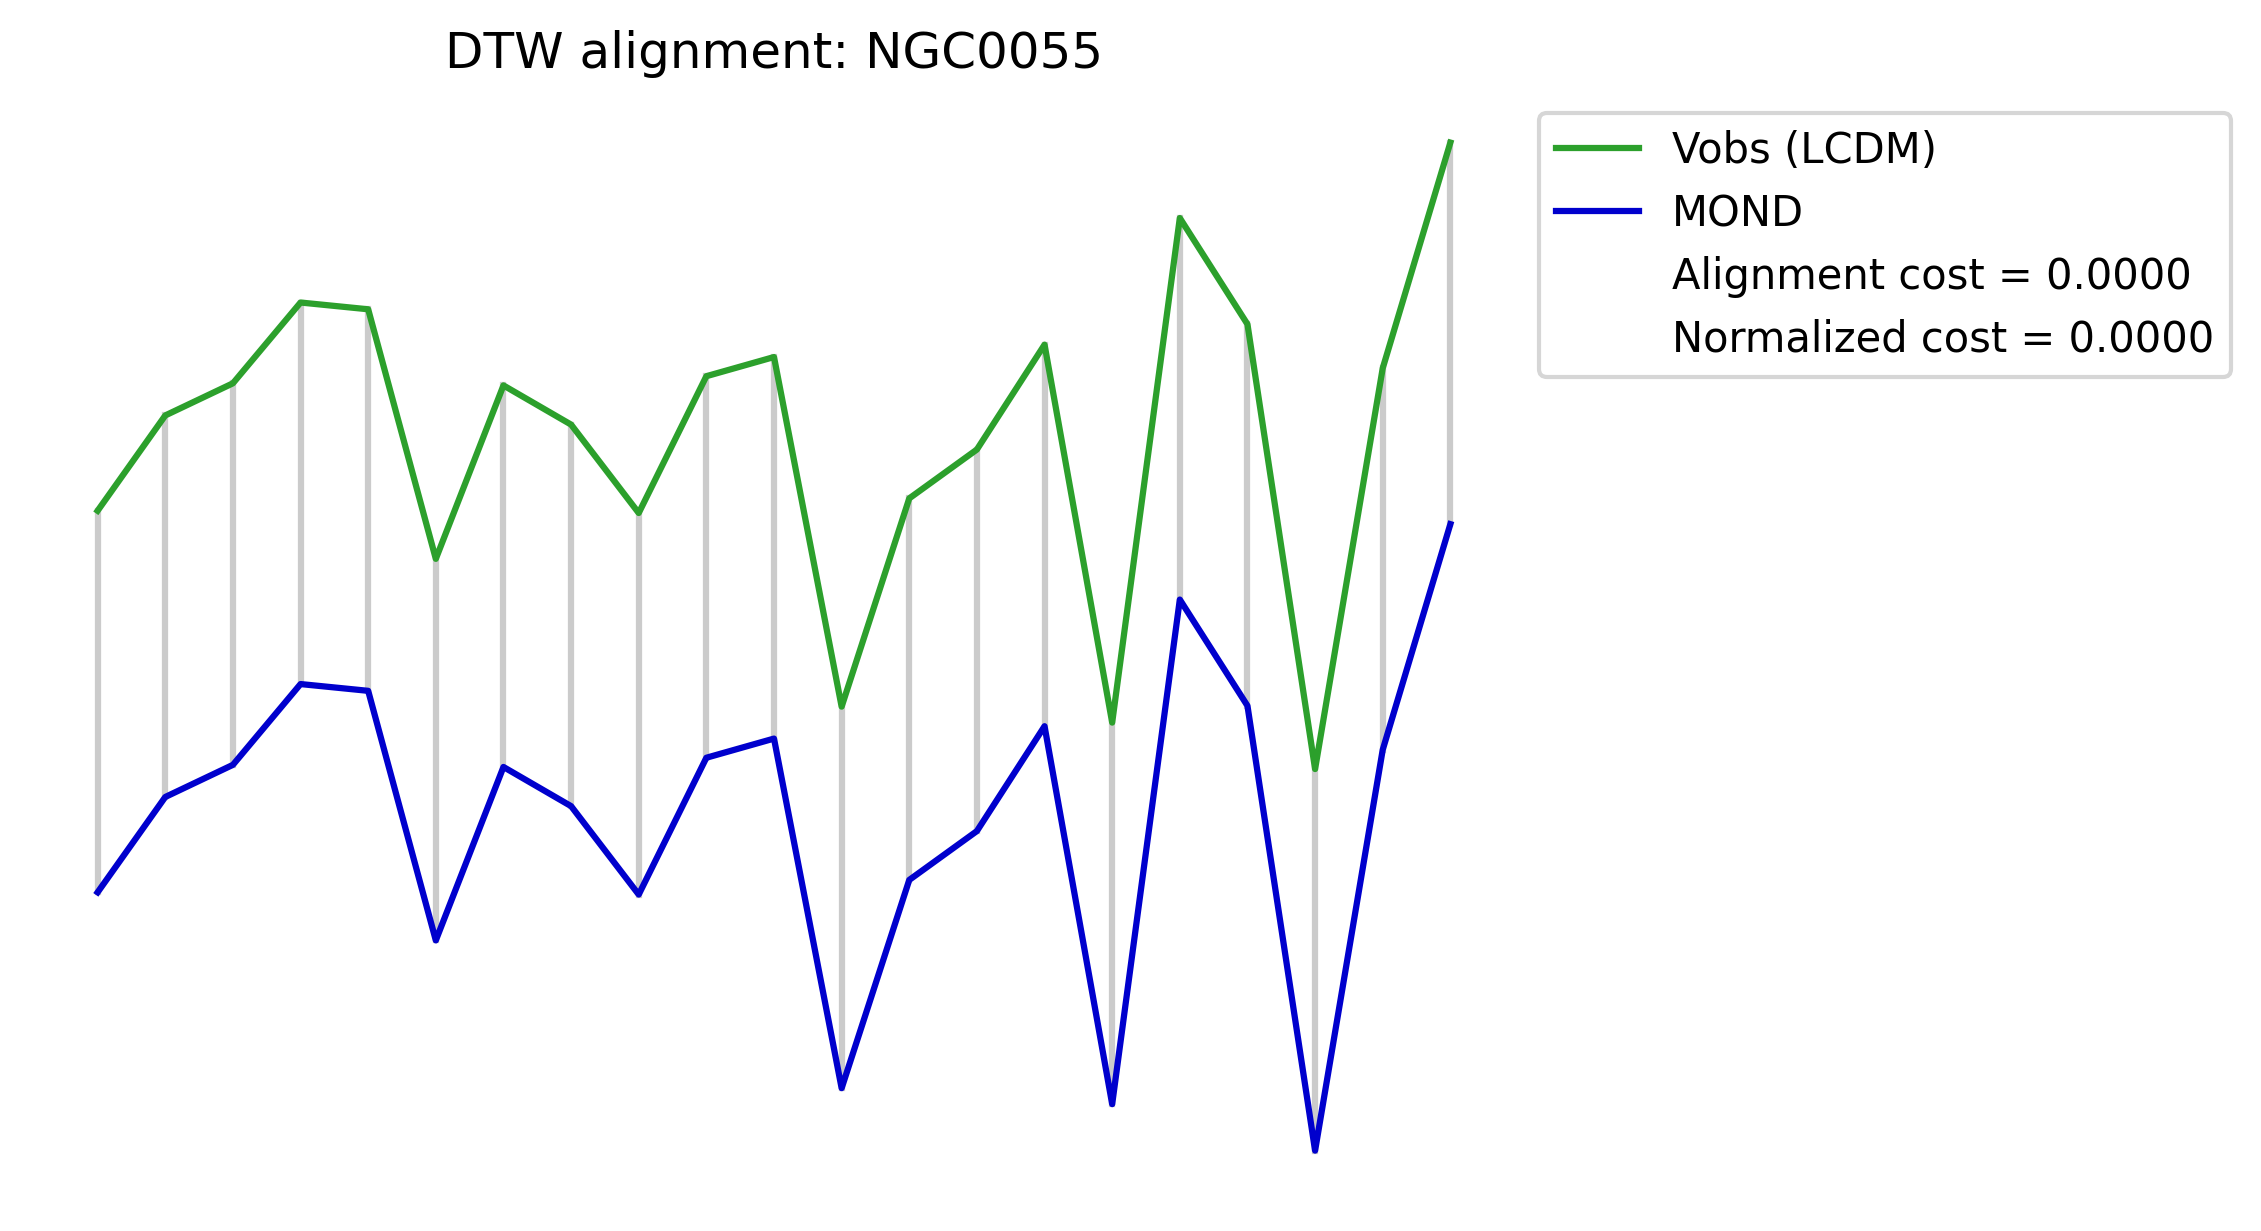 DTW alignment: NGC0055
Vobs (LCDM)
MOND
Alignment cost = 0.0000
Normalized cost = 0.0000